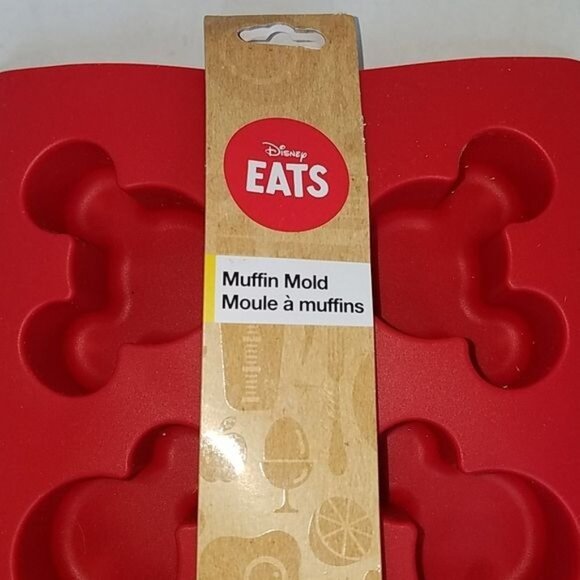 Disney
EATS
Muffin Mold
Moule à muffins